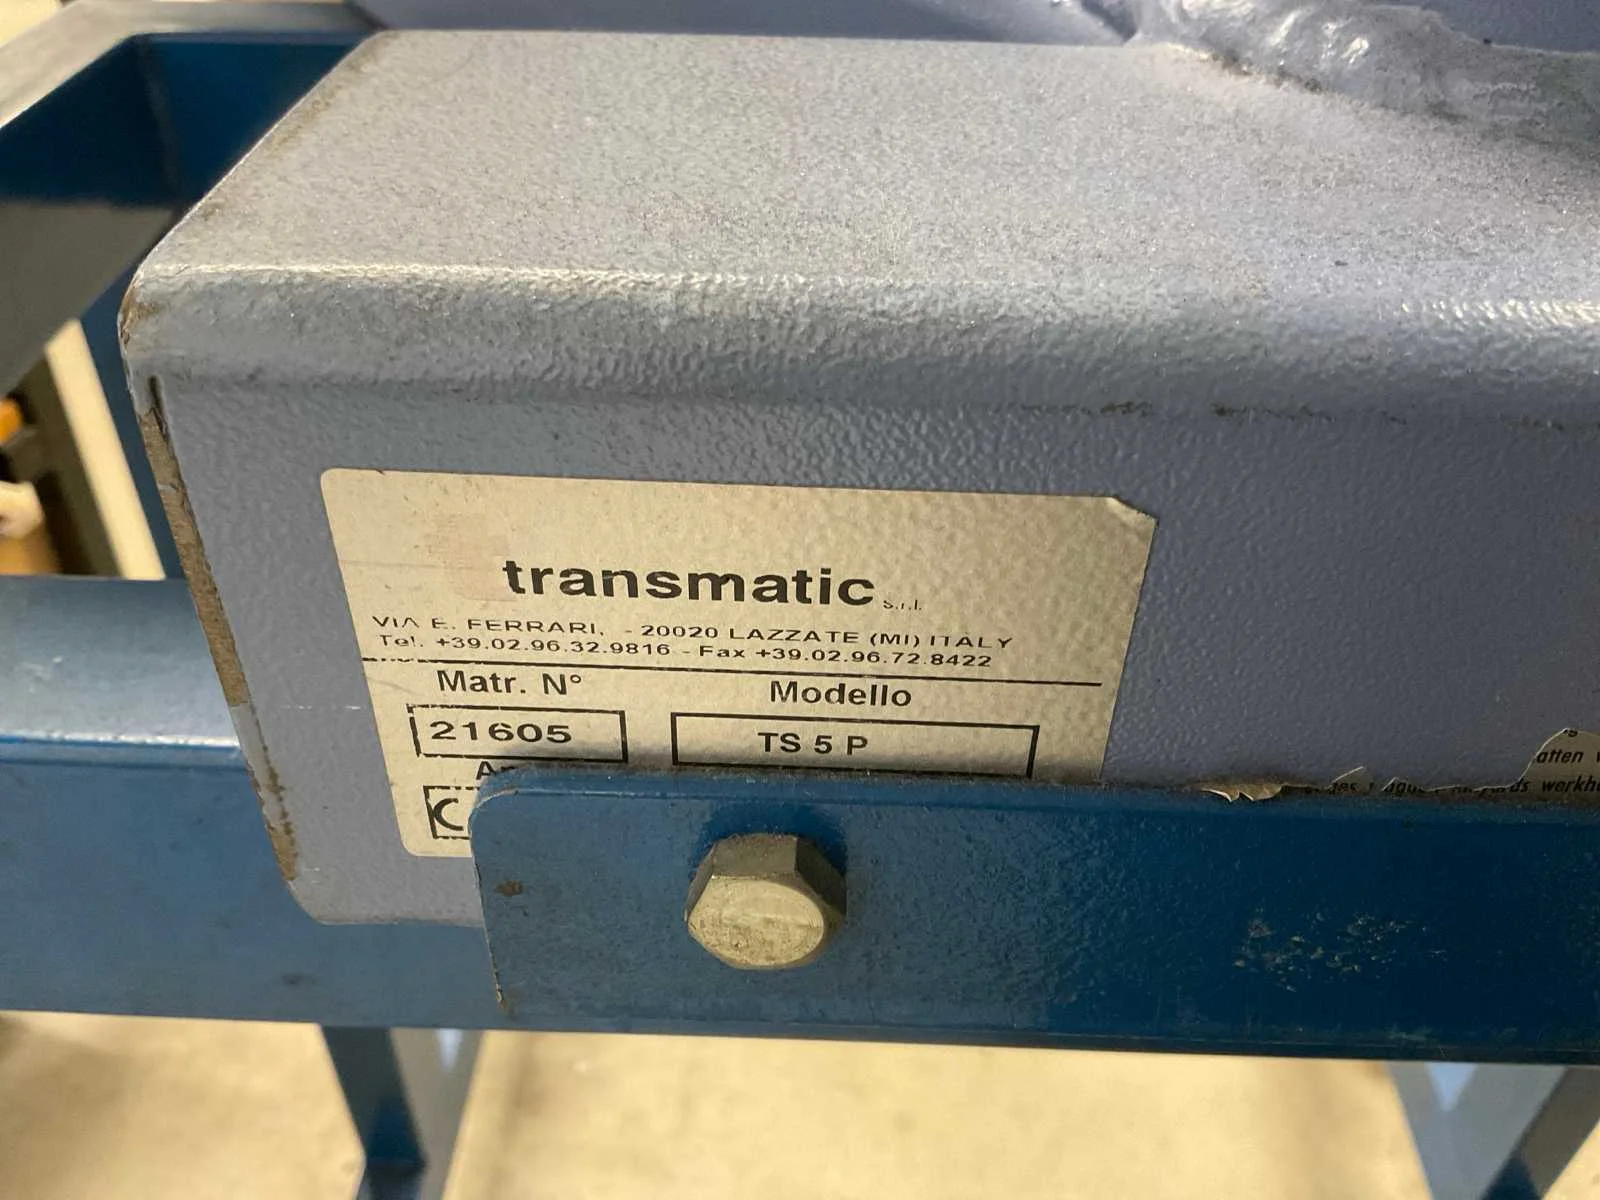 transmatic s.r.l.
VIA E. FERRARI, - 20020 LAZZATE (MI) ITALY
Tel. +39.02.96.32.9816 - Fax +39.02.96.72.8422
Matr. N° Modello
21605 TS 5 P
atten